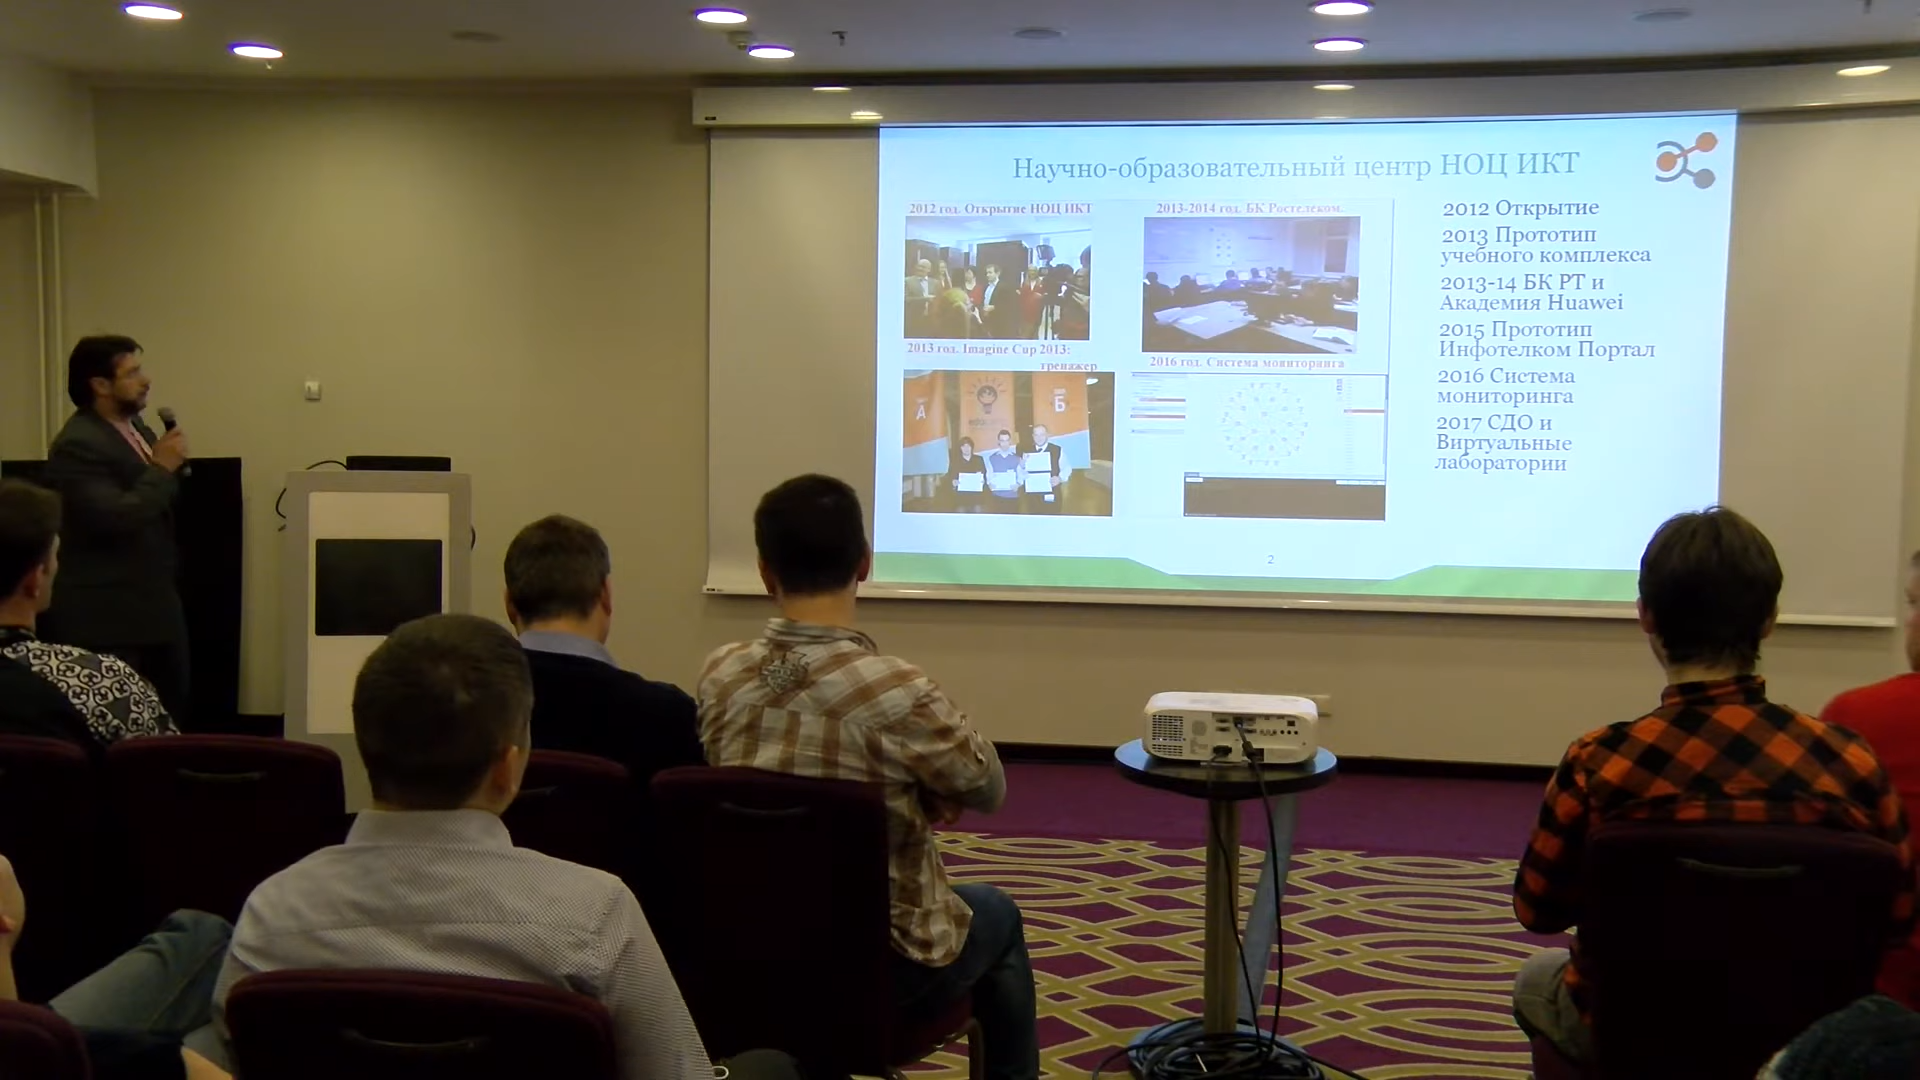 Научно-образовательный центр НОЦ ИКТ
2012 год. Открытие НОЦ ИКТ
2013-2014 год. БК Ростелеком.
2013 год. Imagine Cup 2013:
тренажер
2016 год. Система мониторинга
А
Б
2012 Открытие
2013 Прототип
учебного комплекса
2013-14 БК РТ и
Академия Huawei
2015 Прототип
Инфотелком Портал
2016 Система
мониторинга
2017 СДО и
Виртуальные
лаборатории
2